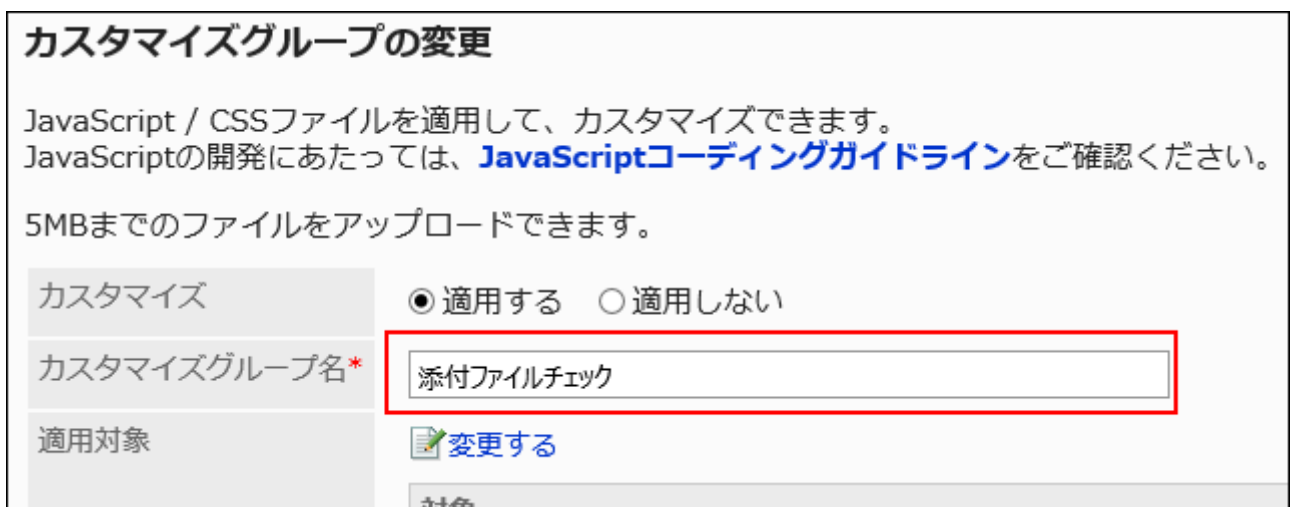 カスタマイズグループの変更
JavaScript / CSSファイルを適用して、カスタマイズできます。
JavaScriptの開発にあたっては、JavaScriptコーディングガイドラインをご確認ください。
5MBまでのファイルをアップロードできます。
カスタマイズ 適用する 適用しない
カスタマイズグループ名* 添付ファイルチェック
適用対象 変更する
対象